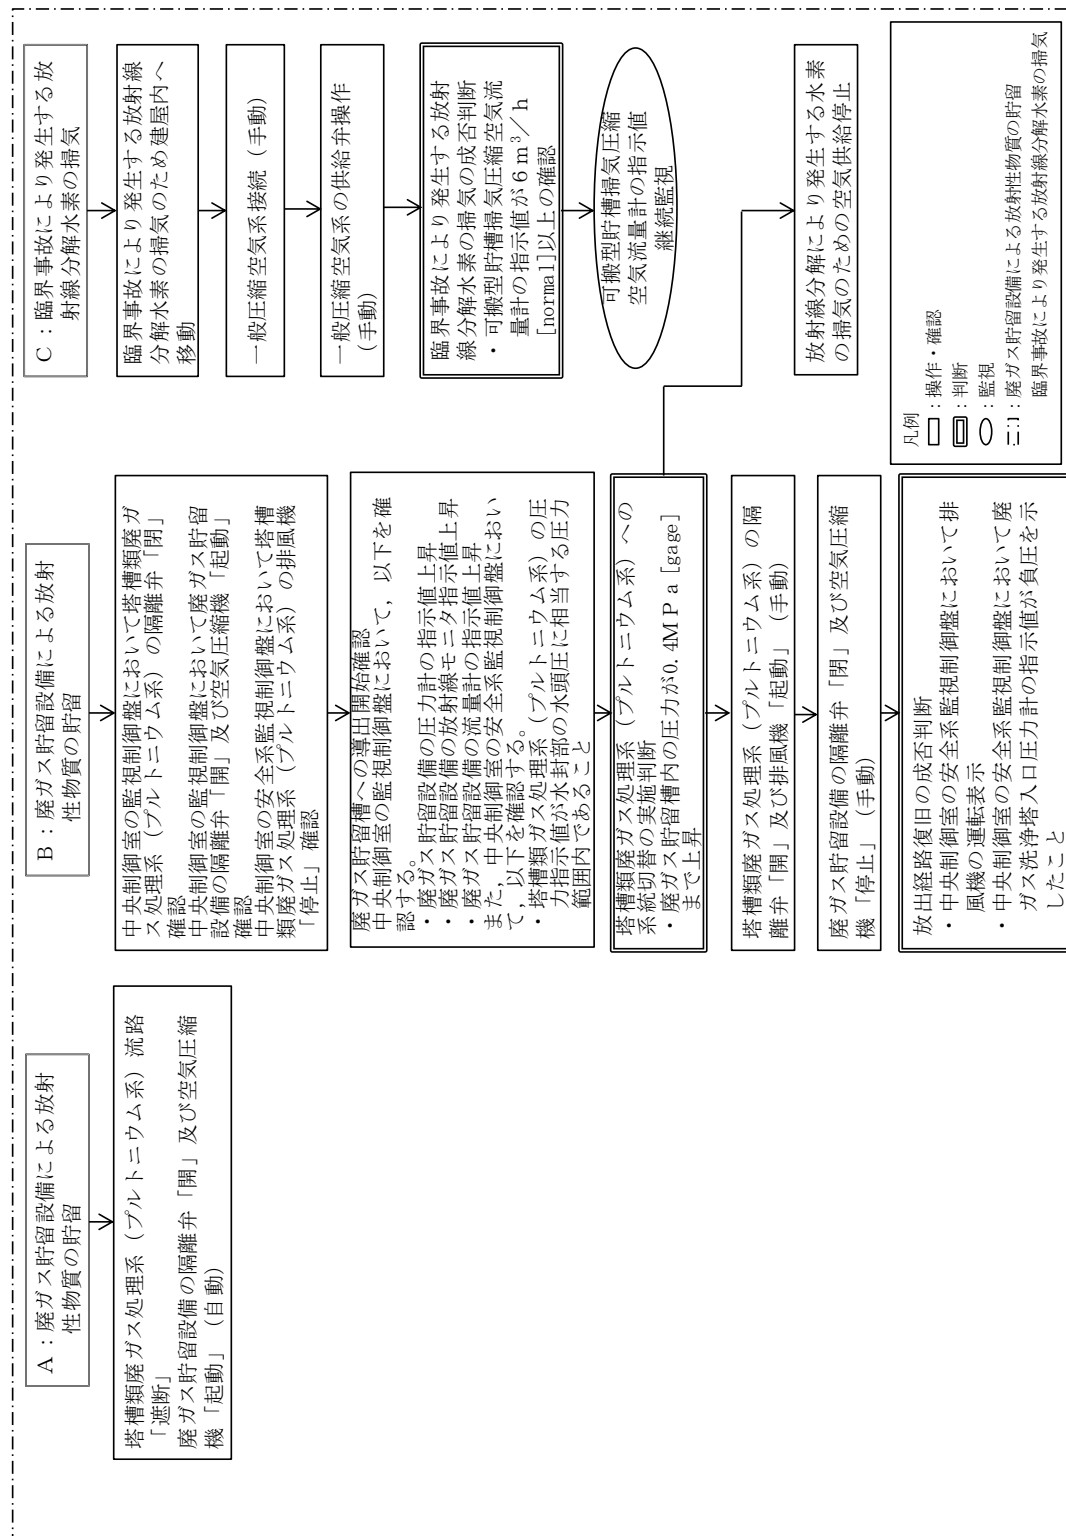 A：廃ガス貯留設備による放射
性物質の貯留
塔槽類廃ガス処理系（プルトニウム系）流路
「遮断」
廃ガス貯留設備の隔離弁「開」及び空気圧縮
機「起動」（自動）
B：廃ガス貯留設備による放射
性物質の貯留
中央制御室の監視制御盤において塔槽類廃ガ
ス処理系（プルトニウム系）の隔離弁「閉」
確認
中央制御室の監視制御盤において廃ガス貯留
設備の隔離弁「開」及び空気圧縮機「起動」
確認
中央制御室の安全系監視制御盤において塔槽
類廃ガス処理系（プルトニウム系）の排風機
「停止」確認
廃ガス貯留槽への導出開始確認
中央制御室の監視制御盤において，以下を確
認する。
・廃ガス貯留設備の圧力計の指示値上昇
・廃ガス貯留設備の放射線モニタ指示値上昇
・廃ガス貯留設備の流量計の指示値上昇
また，中央制御室の安全系監視制御盤におい
て，以下を確認する。
・塔槽類廃ガス処理系（プルトニウム系）の圧
力指示値が水封部の水頭圧に相当する圧力
範囲内であること
塔槽類廃ガス処理系（プルトニウム系）への
系統切替の実施判断
・廃ガス貯留槽内の圧力が0.4MPa［gage］
まで上昇
塔槽類廃ガス処理系（プルトニウム系）の隔
離弁「開」及び排風機「起動」（手動）
廃ガス貯留設備の隔離弁「閉」及び空気圧縮
機「停止」（手動）
放出経路復旧の成否判断
・中央制御室の安全系監視制御盤において排
風機の運転表示
・中央制御室の安全系監視制御盤において廃
ガス洗浄塔入口圧力計の指示値が負圧を示
したこと
C：臨界事故により発生する放
射線分解水素の掃気
臨界事故により発生する放射線
分解水素の掃気のため建屋内へ
移動
一般圧縮空気系接続（手動）
一般圧縮空気系の供給弁操作
（手動）
臨界事故により発生する放射
線分解水素の掃気の成否判断
・可搬型貯槽掃気圧縮空気流
量計の指示値が６ｍ³／ｈ
[normal]以上の確認
可搬型貯槽掃気圧縮
空気流量計の指示値
継続監視
放射線分解により発生する水素
の掃気のための空気供給停止
凡例
：操作・確認
：判断
：監視
：廃ガス貯留設備による放射性物質の貯留
臨界事故により発生する放射線分解水素の掃気